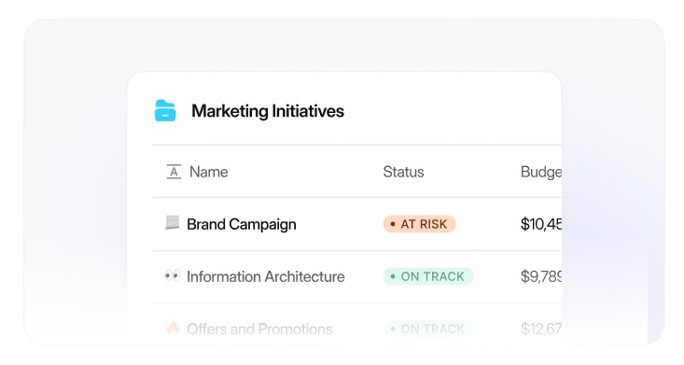 Marketing Initiatives
A Name Status Budge
Brand Campaign • AT RISK $10,45
Information Architecture • ON TRACK $9,789
Offers and Promotions • ON TRACK $12,67